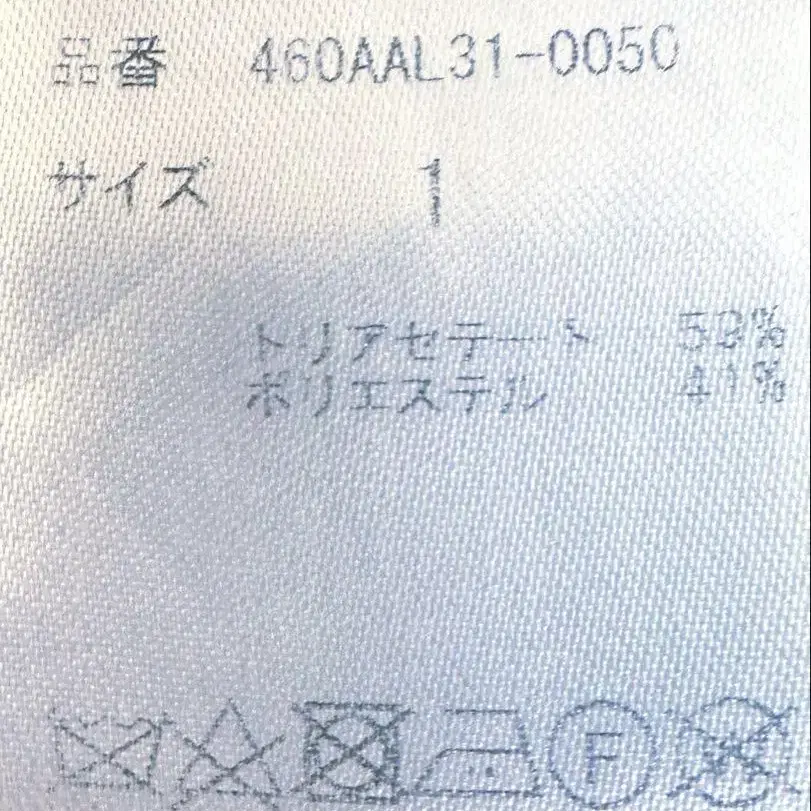 品番 460AAL31-0050
サイズ 1
トリアセテート 59%
ポリエステル 41%
F